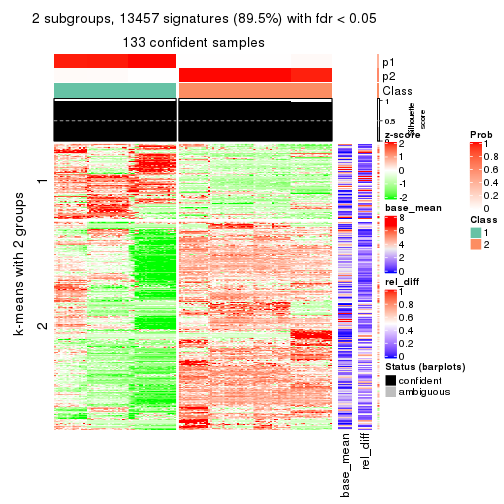 2 subgroups, 13457 signatures (89.5%) with fdr < 0.05
133 confident samples
p1
p2
Class
1
0.5
0
Silhouette
score
k-means with 2 groups
1
2
z-score
2
1
0
-1
-2
base_mean
8
6
4
2
0
rel_diff
1
0.8
0.6
0.4
0.2
0
Status (barplots)
confident
ambiguous
Prob
1
0.8
0.6
0.4
0.2
0
Class
1
2
base_mean
rel_diff